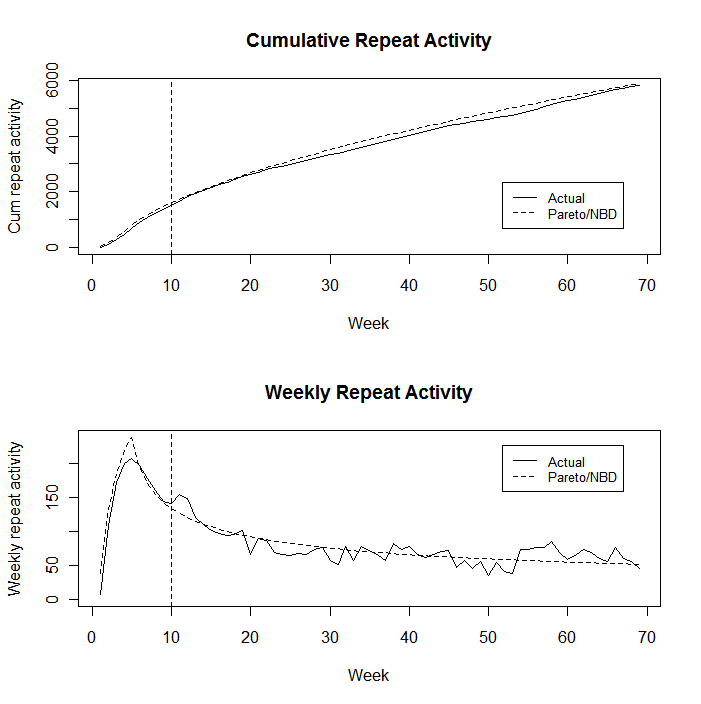 Cumulative Repeat Activity
Cum repeat activity
6000
4000
2000
0
Actual
Pareto/NBD
0 10 20 30 40 50 60 70
Week
Weekly Repeat Activity
Weekly repeat activity
150
50
0
Actual
Pareto/NBD
0 10 20 30 40 50 60 70
Week